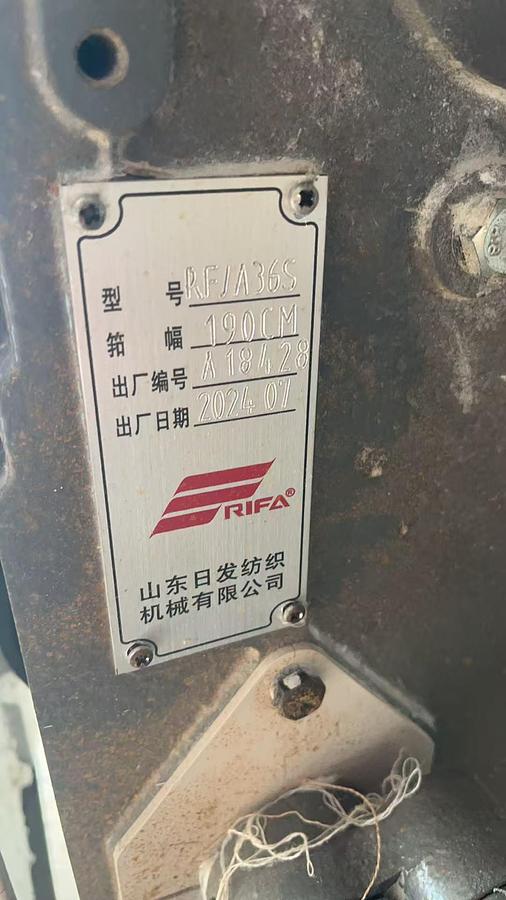 型 号 RFJA36S
筘 幅 190CM
出厂编号 A18428
出厂日期 2024 07
RIFA®
山东日发纺织
机械有限公司